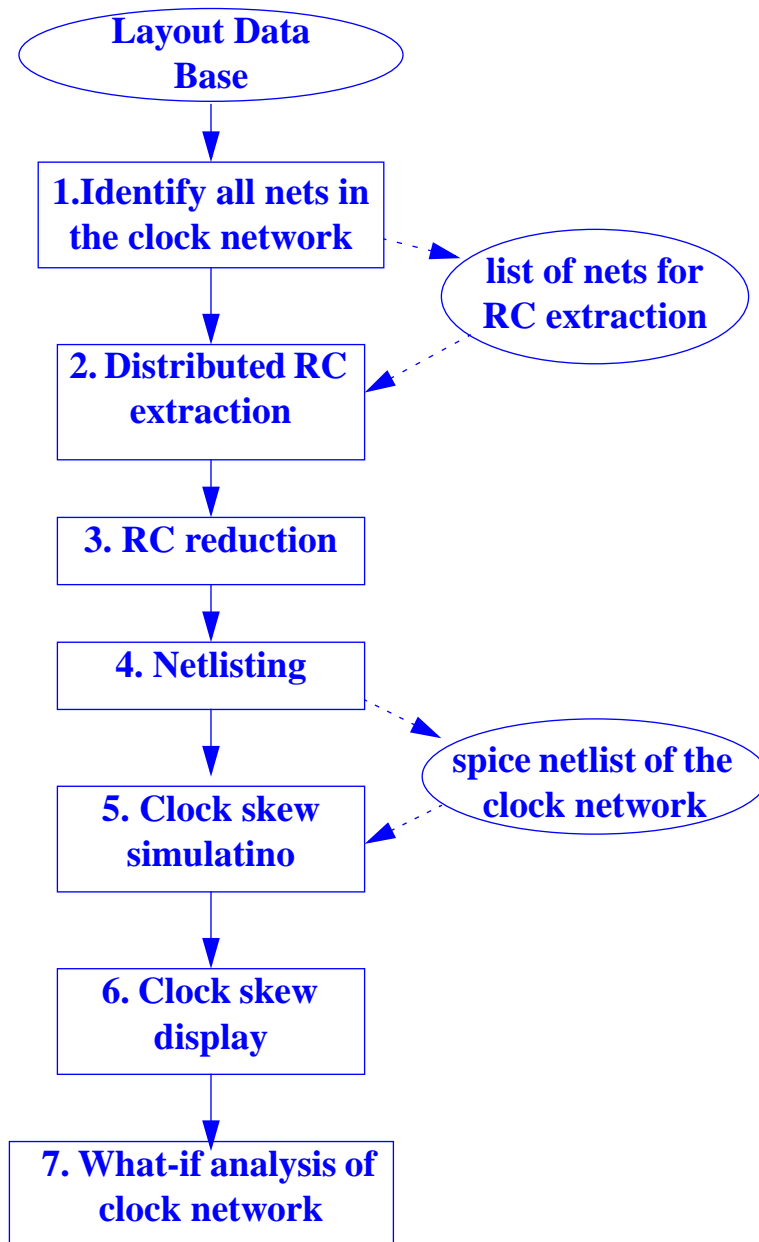 Layout Data
Base
1.Identify all nets in
the clock network
list of nets for
RC extraction
2. Distributed RC
extraction
3. RC reduction
4. Netlisting
spice netlist of the
clock network
5. Clock skew
simulatino
6. Clock skew
display
7. What-if analysis of
clock network